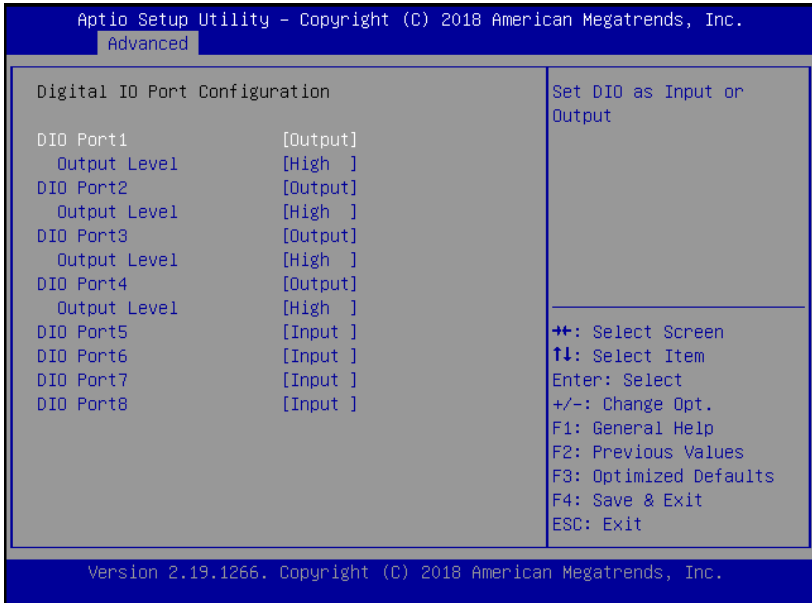 Aptio Setup Utility – Copyright (C) 2018 American Megatrends, Inc.
Advanced
Digital IO Port Configuration
DIO Port1 [Output]
Output Level [High ]
DIO Port2 [Output]
Output Level [High ]
DIO Port3 [Output]
Output Level [High ]
DIO Port4 [Output]
Output Level [High ]
DIO Port5 [Input ]
DIO Port6 [Input ]
DIO Port7 [Input ]
DIO Port8 [Input ]
Set DIO as Input or
Output
→←: Select Screen
↑↓: Select Item
Enter: Select
+/-: Change Opt.
F1: General Help
F2: Previous Values
F3: Optimized Defaults
F4: Save & Exit
ESC: Exit
Version 2.19.1266. Copyright (C) 2018 American Megatrends, Inc.